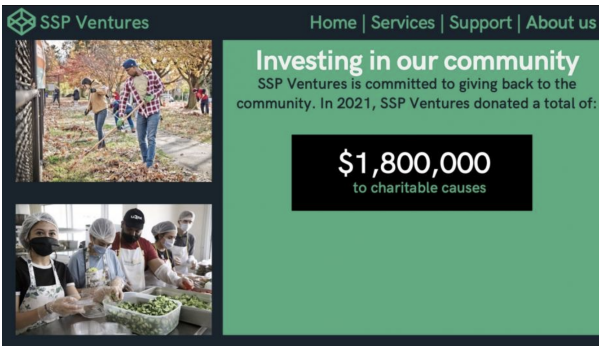 SSP Ventures
Home | Services | Support | About us
Investing in our community
SSP Ventures is committed to giving back to the
community. In 2021, SSP Ventures donated a total of:
$1,800,000
to charitable causes